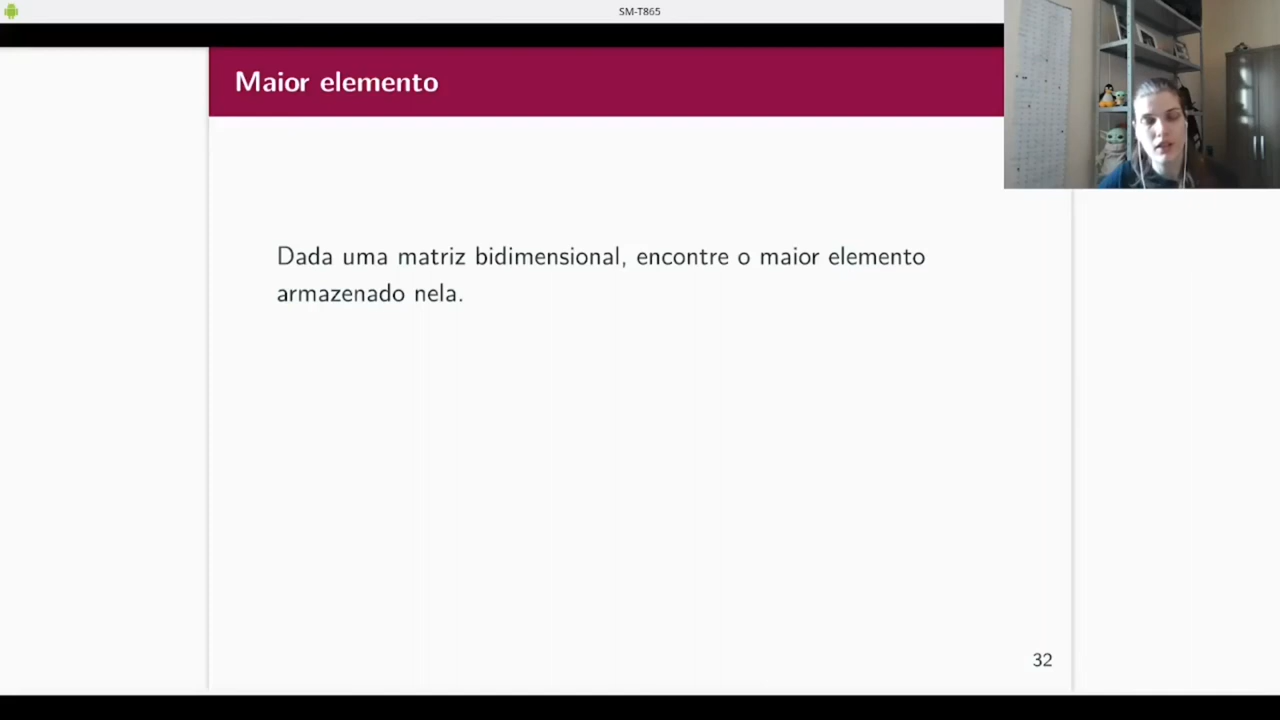 SM-T865
Maior elemento
Dada uma matriz bidimensional, encontre o maior elemento
armazenado nela.
32